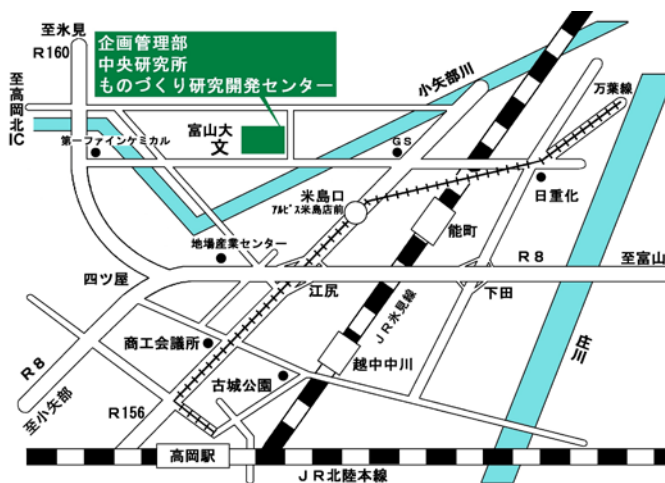 至氷見
R160
企画管理部
中央研究所
ものづくり研究開発センター
至高岡北IC
小矢部川
万葉線
富山大
文
第一ファインケミカル
GS
米島口
アルビス米島店前
日重化
能町
地場産業センター
R8
至富山
四ツ屋
江尻
下田
JR氷見線
庄川
商工会議所
越中中川
R8
古城公園
至小矢部
R156
高岡駅
JR北陸本線